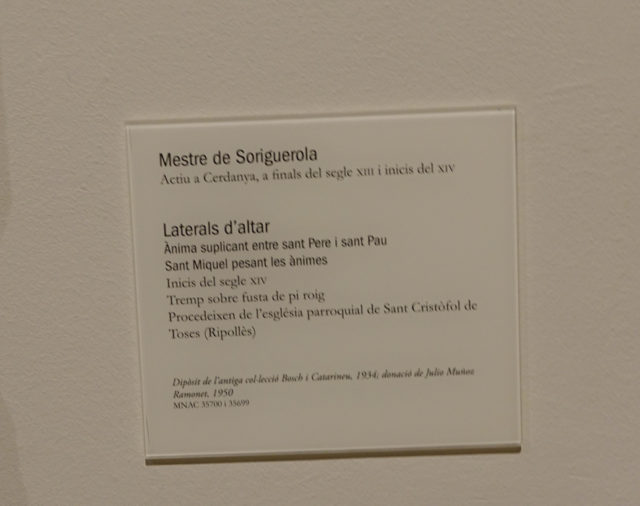 Mestre de Soriguerola
Actiu a Cerdanya, a finals del segle XIII i inicis del XIV
Laterals d'altar
Ànima suplicant entre sant Pere i sant Pau
Sant Miquel pesant les ànimes
Inicis del segle XIV
Tremp sobre fusta de pi roig
Procedeixen de l'església parroquial de Sant Cristòfol de
Toses (Ripollès)
Dipòsit de l'antiga col·lecció Bosch i Catarineu, 1934; donació de Julio Muñoz
Ramonet, 1950
MNAC 35700 i 35699